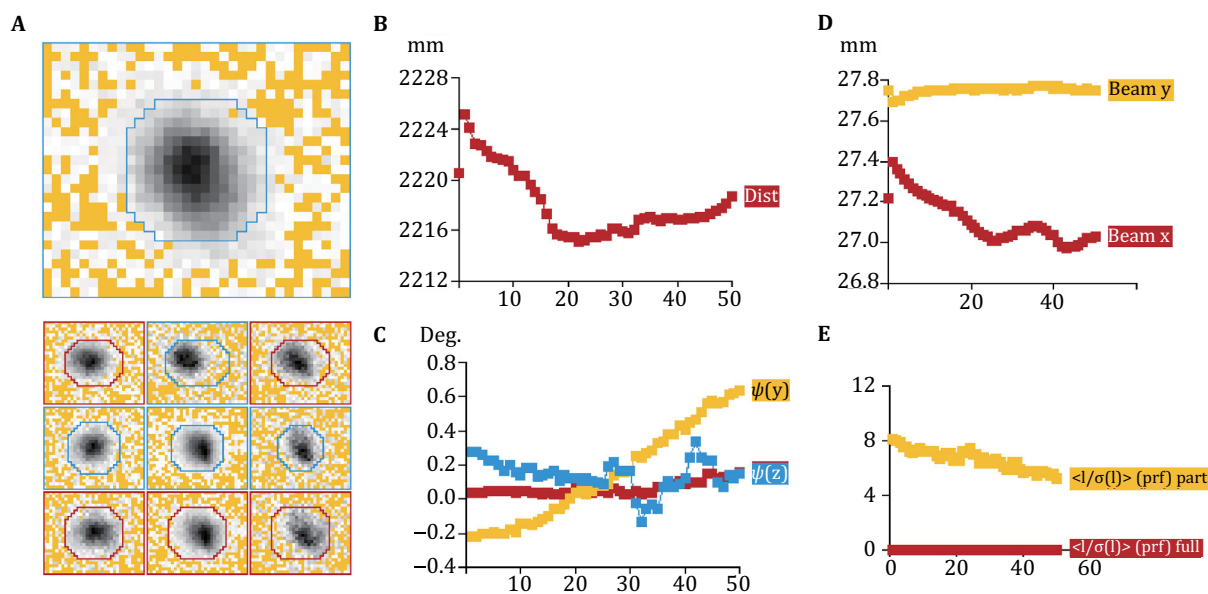 A
B
mm
2228
2224
2220
2216
2212
10
20
30
40
50
Dist
C
Deg.
0.8
0.6
0.4
0.2
0.0
−0.2
−0.4
10
20
30
40
50
ψ(y)
ψ(z)
D
mm
27.8
27.6
27.4
27.0
26.8
20
40
Beam y
Beam x
E
12
8
4
0
0
20
40
60
<I/σ(I)> (prf) part
<I/σ(I)> (prf) full